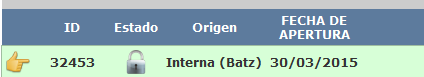 ID Estado Origen FECHA DE APERTURA
32453 Interna (Batz) 30/03/2015